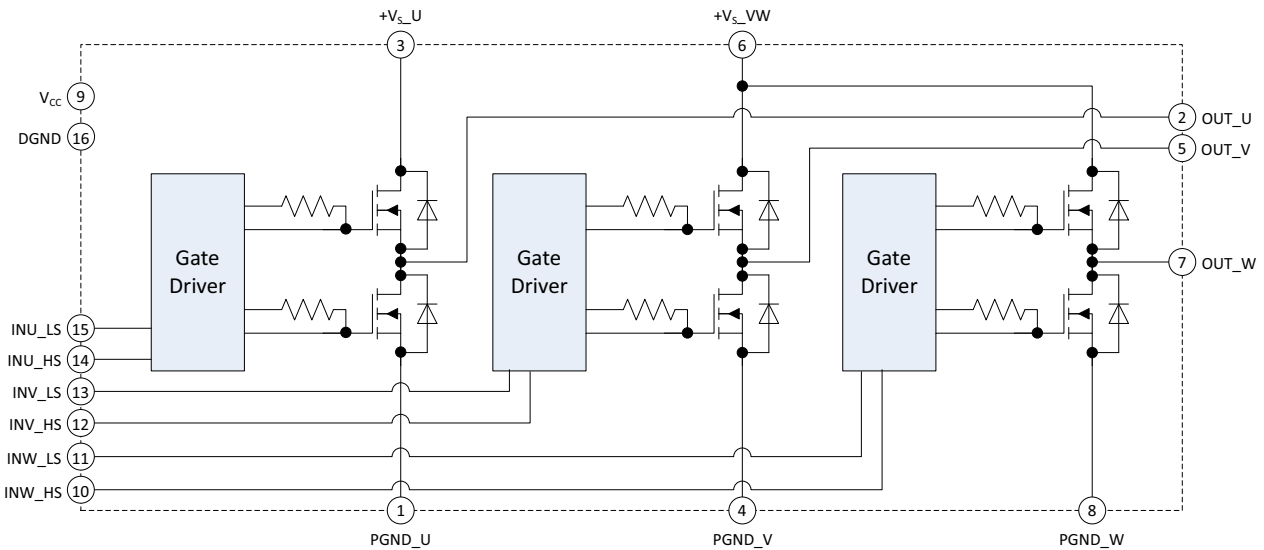 +VS_U
+VS_VW
3
6
VCC 9
DGND 16
2 OUT_U
5 OUT_V
Gate
Driver
Gate
Driver
Gate
Driver
7 OUT_W
INU_LS 15
INU_HS 14
INV_LS 13
INV_HS 12
INW_LS 11
INW_HS 10
1
4
8
PGND_U
PGND_V
PGND_W